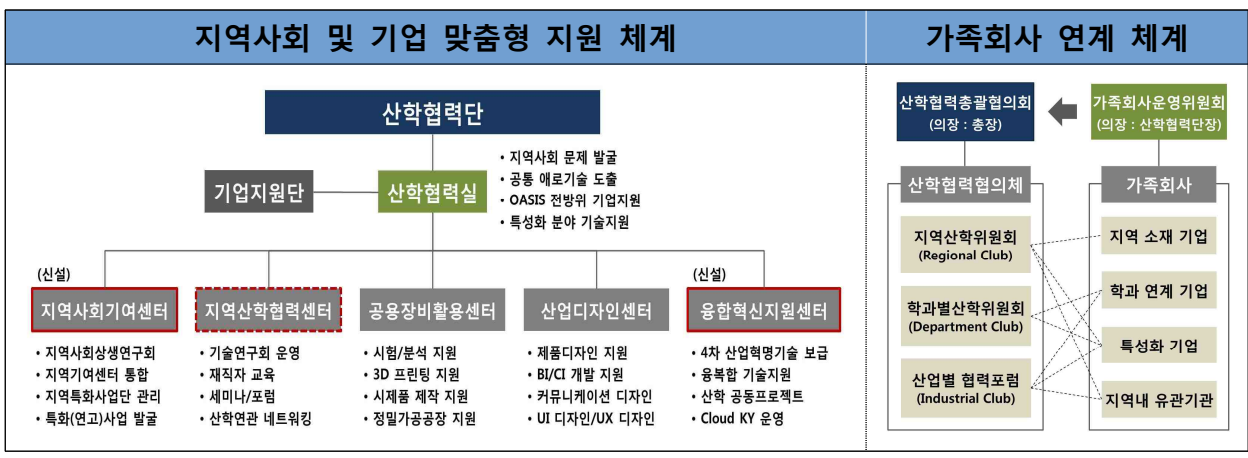 지역사회 및 기업 맞춤형 지원 체계
산학협력단
기업지원단
산학협력실
• 지역사회 문제 발굴
• 공통 애로기술 도출
• OASIS 전방위 기업지원
• 특성화 분야 기술지원
(신설)
지역사회기여센터
• 지역사회상생연구회
• 지역기여센터 통합
• 지역특화사업단 관리
• 특화(연고)사업 발굴
지역산학협력센터
• 기술연구회 운영
• 재직자 교육
• 세미나/포럼
• 산학연관 네트워킹
공용장비활용센터
• 시험/분석 지원
• 3D 프린팅 지원
• 시제품 제작 지원
• 정밀가공공장 지원
산업디자인센터
• 제품디자인 지원
• BI/CI 개발 지원
• 커뮤니케이션 디자인
• UI 디자인/UX 디자인
(신설)
융합혁신지원센터
• 4차 산업혁명기술 보급
• 융복합 기술지원
• 산학 공동프로젝트
• Cloud KY 운영
가족회사 연계 체계
산학협력총괄협의회
(의장 : 총장)
가족회사운영위원회
(의장 : 산학협력단장)
산학협력협의체
지역산학위원회
(Regional Club)
학과별산학위원회
(Department Club)
산업별 협력포럼
(Industrial Club)
가족회사
지역 소재 기업
학과 연계 기업
특성화 기업
지역내 유관기관